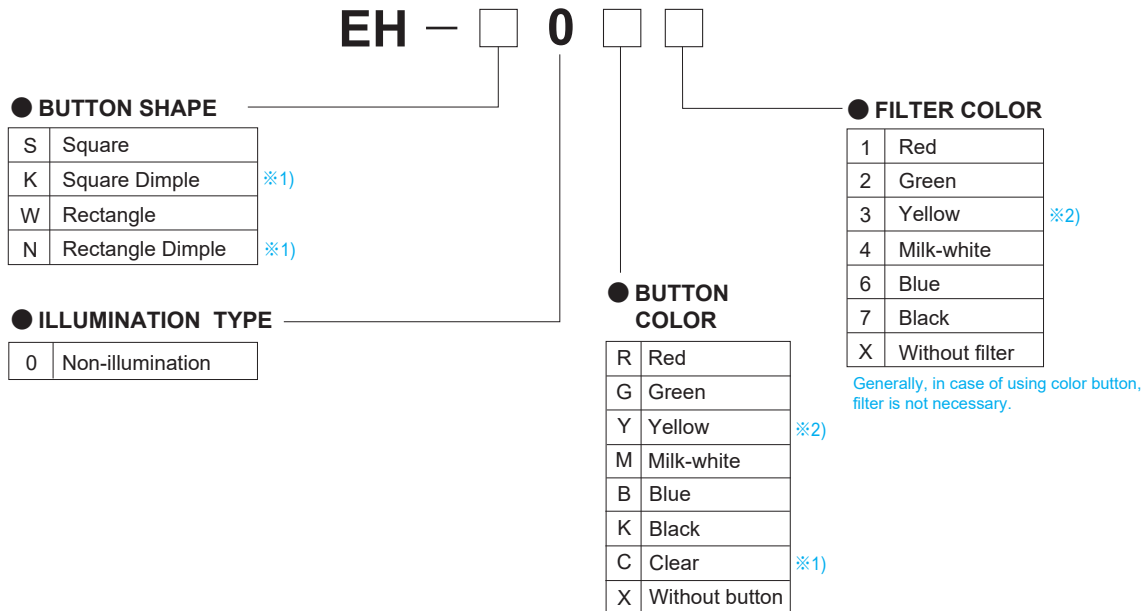 EH － □ 0 □ □
● BUTTON SHAPE
S Square
K Square Dimple ※1)
W Rectangle
N Rectangle Dimple ※1)
● ILLUMINATION TYPE
0 Non-illumination
● BUTTON
COLOR
R Red
G Green
Y Yellow ※2)
M Milk-white
B Blue
K Black
C Clear ※1)
X Without button
● FILTER COLOR
1 Red
2 Green
3 Yellow ※2)
4 Milk-white
6 Blue
7 Black
X Without filter
Generally, in case of using color button,
filter is not necessary.